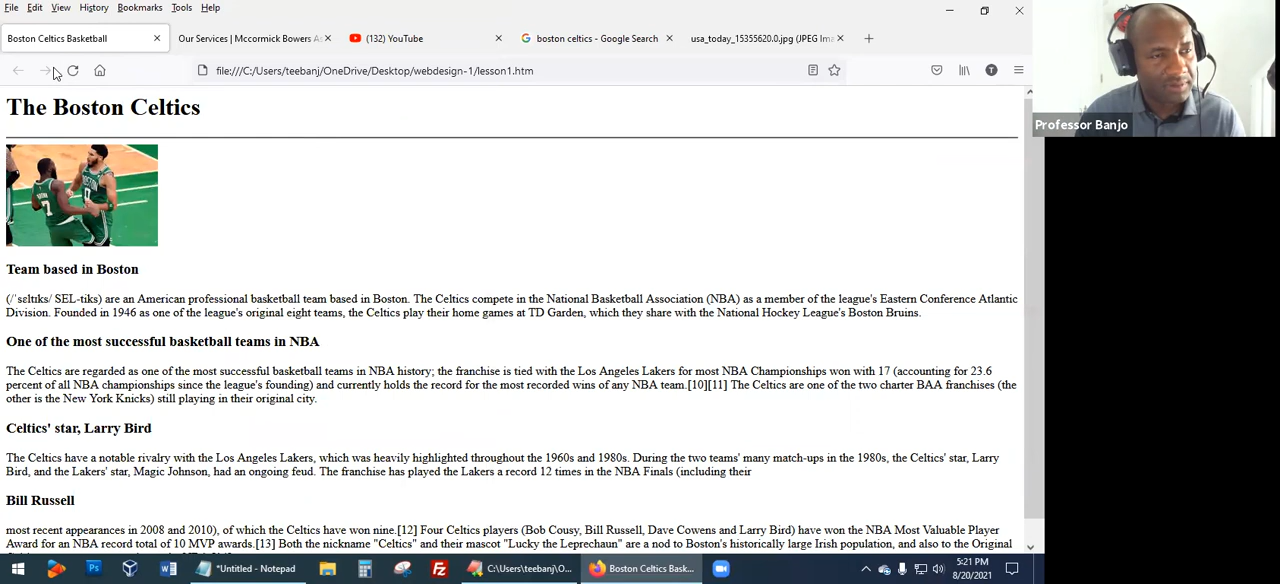 File Edit View History Bookmarks Tools Help
Boston Celtics Basketball
Our Services | Mccormick Bowers As
(132) YouTube
boston celtics - Google Search
usa_today_15355620.0.jpg (JPEG Ima
file:///C:/Users/teebanj/OneDrive/Desktop/webdesign-1/lesson1.htm
T
Professor Banjo
The Boston Celtics
BOSTON
7
0
Team based in Boston
(/ˈsɛltɪks/ SEL-tiks) are an American professional basketball team based in Boston. The Celtics compete in the National Basketball Association (NBA) as a member of the league's Eastern Conference Atlantic
Division. Founded in 1946 as one of the league's original eight teams, the Celtics play their home games at TD Garden, which they share with the National Hockey League's Boston Bruins.
One of the most successful basketball teams in NBA
The Celtics are regarded as one of the most successful basketball teams in NBA history; the franchise is tied with the Los Angeles Lakers for most NBA Championships won with 17 (accounting for 23.6
percent of all NBA championships since the league's founding) and currently holds the record for the most recorded wins of any NBA team.[10][11] The Celtics are one of the two charter BAA franchises (the
other is the New York Knicks) still playing in their original city.
Celtics' star, Larry Bird
The Celtics have a notable rivalry with the Los Angeles Lakers, which was heavily highlighted throughout the 1960s and 1980s. During the two teams' many match-ups in the 1980s, the Celtics' star, Larry
Bird, and the Lakers' star, Magic Johnson, had an ongoing feud. The franchise has played the Lakers a record 12 times in the NBA Finals (including their
Bill Russell
most recent appearances in 2008 and 2010), of which the Celtics have won nine.[12] Four Celtics players (Bob Cousy, Bill Russell, Dave Cowens and Larry Bird) have won the NBA Most Valuable Player
Award for an NBA record total of 10 MVP awards.[13] Both the nickname "Celtics" and their mascot "Lucky the Leprechaun" are a nod to Boston's historically large Irish population, and also to the Original
Ps
*Untitled - Notepad
Fz
C:\Users\teebanj\O...
Boston Celtics Bask...
5:21 PM
8/20/2021